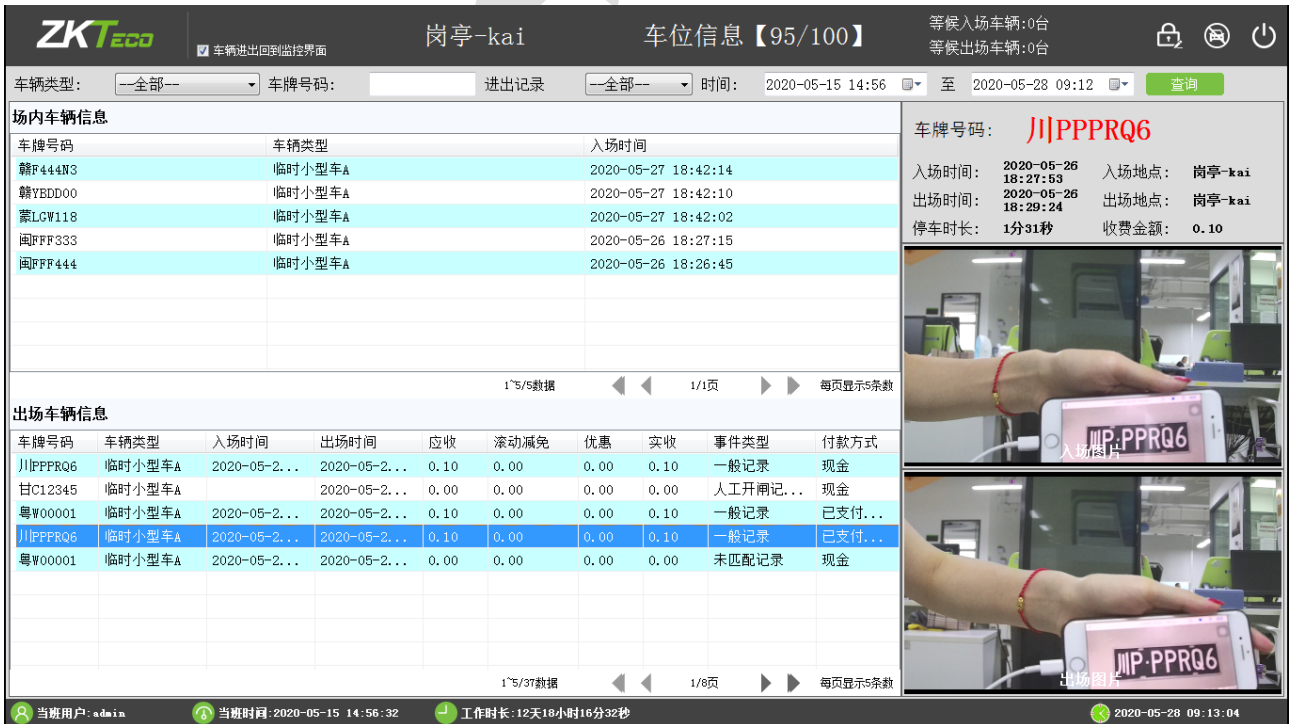 ZKTeco
车辆进出回到监控界面
岗亭-kai
车位信息【95/100】
等候入场车辆:0台
等候出场车辆:0台
车辆类型: --全部-- 车牌号码: 进出记录 --全部-- 时间: 2020-05-15 14:56 至 2020-05-28 09:12 查询
场内车辆信息
车牌号码 车辆类型 入场时间
赣F444N3 临时小型车A 2020-05-27 18:42:14
赣YBDD00 临时小型车A 2020-05-27 18:42:10
蒙LGW118 临时小型车A 2020-05-27 18:42:02
闽FFF333 临时小型车A 2020-05-26 18:27:15
闽FFF444 临时小型车A 2020-05-26 18:26:45
1~5/5数据 1/1页 每页显示5条数
出场车辆信息
车牌号码 车辆类型 入场时间 出场时间 应收 滚动减免 优惠 实收 事件类型 付款方式
川PPPRQ6 临时小型车A 2020-05-2... 2020-05-2... 0.10 0.00 0.00 0.10 一般记录 现金
甘C12345 临时小型车A 2020-05-2... 0.00 0.00 0.00 0.00 人工开闸记... 现金
粤W00001 临时小型车A 2020-05-2... 2020-05-2... 0.10 0.00 0.00 0.10 一般记录 已支付...
川PPPRQ6 临时小型车A 2020-05-2... 2020-05-2... 0.10 0.00 0.00 0.10 一般记录 已支付...
粤W00001 临时小型车A 2020-05-2... 2020-05-2... 0.00 0.00 0.00 0.00 未匹配记录 现金
1~5/37数据 1/8页 每页显示5条数
车牌号码: 川PPPRQ6
入场时间: 2020-05-26 18:27:53 入场地点: 岗亭-kai
出场时间: 2020-05-26 18:29:24 出场地点: 岗亭-kai
停车时长: 1分31秒 收费金额: 0.10
川P·PPRQ6
入场图片
川P·PPRQ6
出场图片
当班用户:admin 当班时间:2020-05-15 14:56:32 工作时长:12天18小时16分32秒 2020-05-28 09:13:04